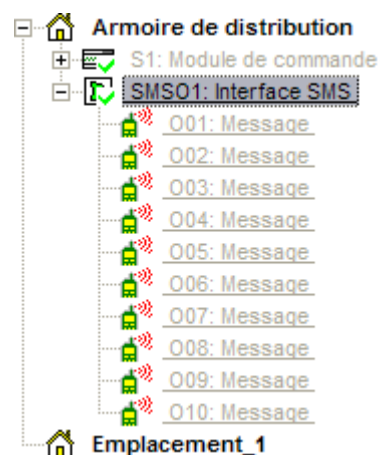 Armoire de distribution
S1: Module de commande
SMSO1: Interface SMS
O01: Message
O02: Message
O03: Message
O04: Message
O05: Message
O06: Message
O07: Message
O08: Message
O09: Message
O10: Message
Emplacement_1